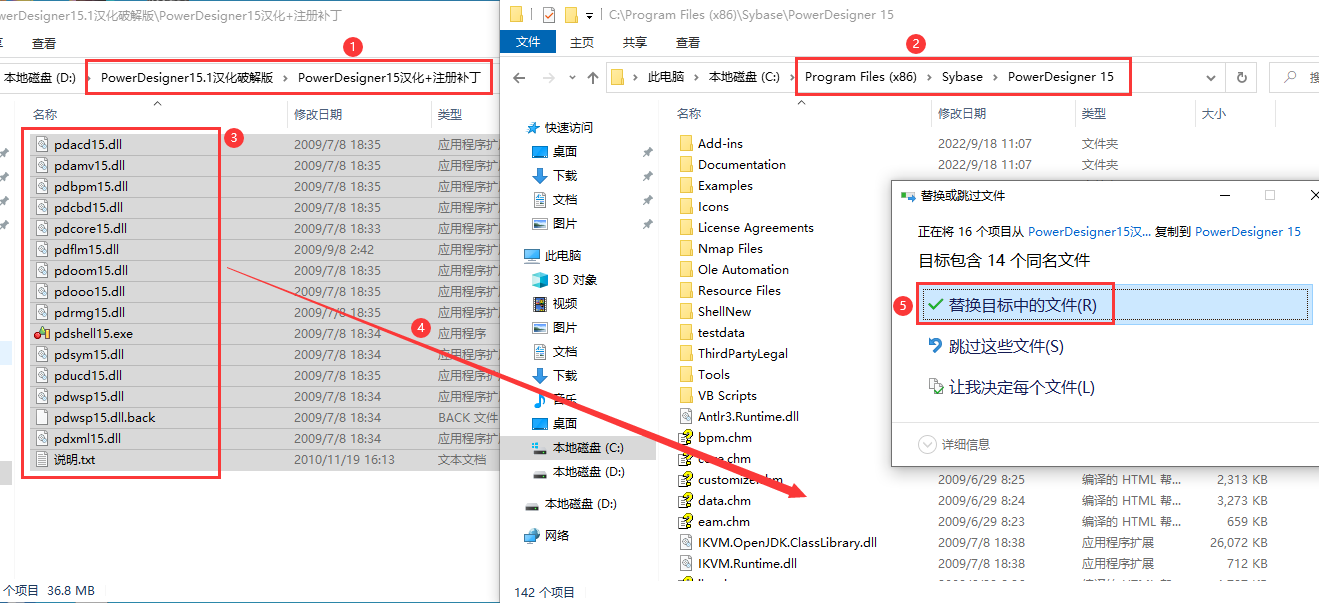 werDesigner15.1汉化破解版\PowerDesigner15汉化+注册补丁
查看
1
本地磁盘 (D:) › PowerDesigner15.1汉化破解版 › PowerDesigner15汉化+注册补丁
名称 修改日期 类型
3
pdacd15.dll 2009/7/8 18:35 应用程序扩
pdamv15.dll 2009/7/8 18:35 应用程序扩
pdbpm15.dll 2009/7/8 18:35 应用程序扩
pdcbd15.dll 2009/7/8 18:35 应用程序扩
pdcore15.dll 2009/7/8 18:33 应用程序扩
pdflm15.dll 2009/9/8 2:42 应用程序扩
pdoom15.dll 2009/7/8 18:35 应用程序扩
pdooo15.dll 2009/7/8 18:35 应用程序扩
pdrmg15.dll 2009/7/8 18:35 应用程序扩
pdshell15.exe 2009/7/8 18:34 应用程序
4
pdsym15.dll 2009/7/8 18:34 应用程序扩
pducd15.dll 2009/7/8 18:35 应用程序扩
pdwsp15.dll 2009/7/8 18:34 应用程序扩
pdwsp15.dll.back 2009/7/8 18:34 BACK 文件
pdxml15.dll 2009/7/8 18:34 应用程序扩
说明.txt 2010/11/19 16:13 文本文档
个项目 36.8 MB
C:\Program Files (x86)\Sybase\PowerDesigner 15
文件 主页 共享 查看
2
› 此电脑 › 本地磁盘 (C:) › Program Files (x86) › Sybase › PowerDesigner 15
名称 修改日期 类型 大小
快速访问
桌面
下载
文档
图片
此电脑
3D 对象
视频
图片
文档
下载
音乐
桌面
本地磁盘 (C:)
本地磁盘 (D:)
本地磁盘 (D:)
网络
Add-ins 2022/9/18 11:07 文件夹
Documentation 2022/9/18 11:07 文件夹
Examples
Icons
License Agreements
Nmap Files
Ole Automation
Resource Files
ShellNew
testdata
ThirdPartyLegal
Tools
VB Scripts
Antlr3.Runtime.dll
bpm.chm
customize.chm 2009/6/29 8:25 编译的 HTML 帮... 2,313 KB
data.chm 2009/6/29 8:24 编译的 HTML 帮... 3,273 KB
eam.chm 2009/6/29 8:23 编译的 HTML 帮... 659 KB
IKVM.OpenJDK.ClassLibrary.dll 2009/7/8 18:38 应用程序扩展 26,072 KB
IKVM.Runtime.dll 2009/7/8 18:38 应用程序扩展 712 KB
142 个项目
替换或跳过文件
正在将 16 个项目从 PowerDesigner15汉... 复制到 PowerDesigner 15
目标包含 14 个同名文件
5
替换目标中的文件(R)
跳过这些文件(S)
让我决定每个文件(L)
详细信息